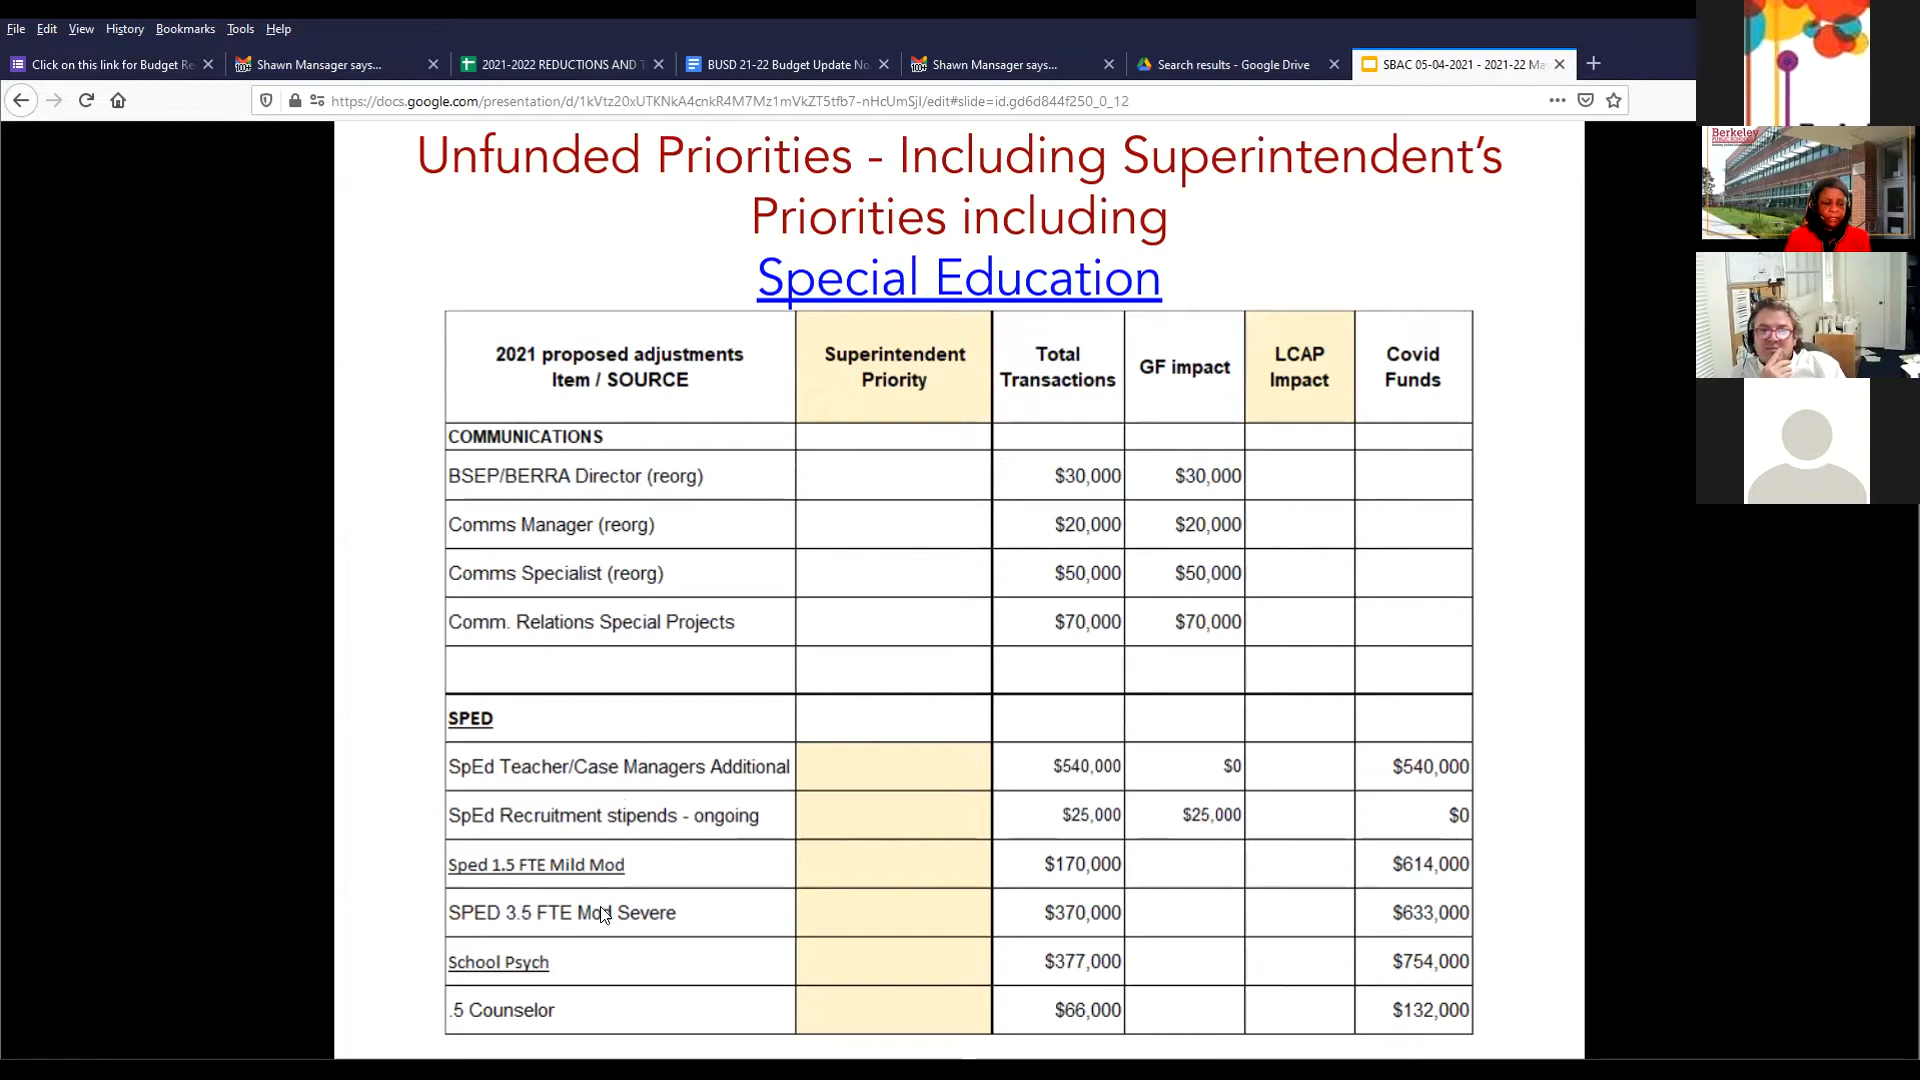 File Edit View History Bookmarks Tools Help
Click on this link for Budget Re
100+ Shawn Mansager says...
2021-2022 REDUCTIONS AND T
BUSD 21-22 Budget Update No
100+ Shawn Mansager says...
Search results - Google Drive
SBAC 05-04-2021 - 2021-22 Ma
https://docs.google.com/presentation/d/1kVtz20xUTKNkA4cnkR4M7Mz1mVkZT5tfb7-nHcUmSjI/edit#slide=id.gd6d844f250_0_12
Berkeley
Unfunded Priorities - Including Superintendent’s
Priorities including
Special Education
2021 proposed adjustments
Item / SOURCE
Superintendent
Priority
Total
Transactions
GF impact
LCAP
Impact
Covid
Funds
COMMUNICATIONS
BSEP/BERRA Director (reorg) $30,000 $30,000
Comms Manager (reorg) $20,000 $20,000
Comms Specialist (reorg) $50,000 $50,000
Comm. Relations Special Projects $70,000 $70,000
SPED
SpEd Teacher/Case Managers Additional $540,000 $0 $540,000
SpEd Recruitment stipends - ongoing $25,000 $25,000 $0
Sped 1.5 FTE Mild Mod $170,000 $614,000
SPED 3.5 FTE Mod Severe $370,000 $633,000
School Psych $377,000 $754,000
.5 Counselor $66,000 $132,000